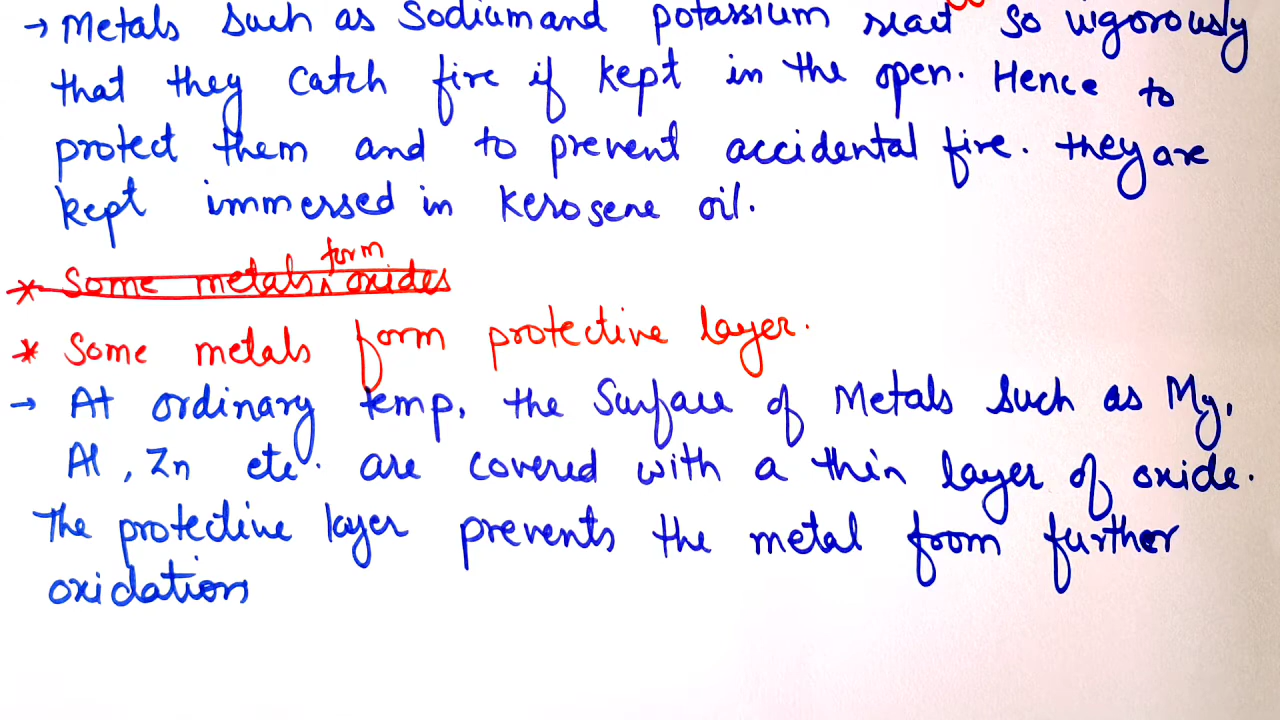 → Metals such as Sodium and potassium react so vigorously
that they catch fire if kept in the open. Hence to
protect them and to prevent accidental fire. they are
kept immersed in kerosene oil.
* Some metals form oxides
* Some metals form protective layer.
→ At ordinary temp, the Surface of Metals such as Mg,
Al, Zn etc. are covered with a thin layer of oxide.
The protective layer prevents the metal from further
oxidation